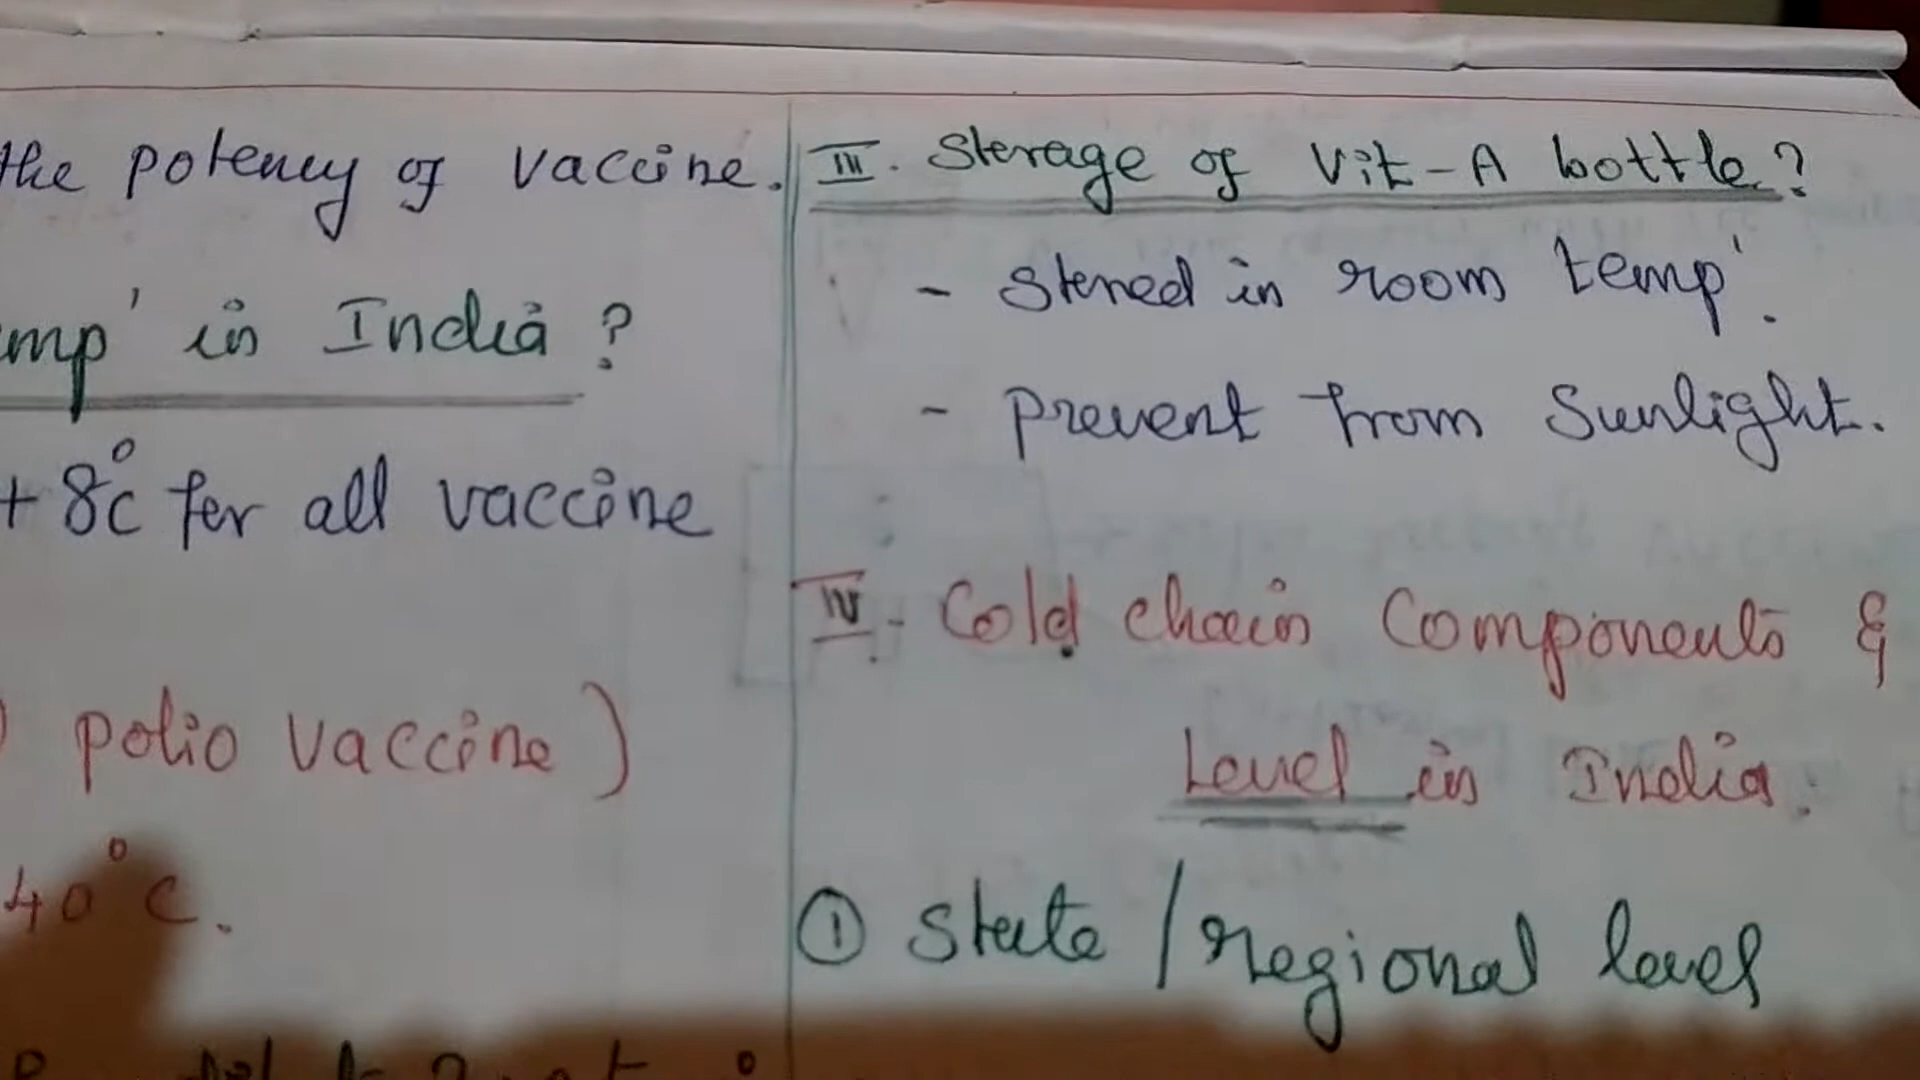 the potency of vaccine.
mp' in India ?
+ 8°c for all vaccine
polio vaccine)
40°c.
III. Storage of Vit-A bottle?
- Stored in room temp'.
- prevent from Sunlight.
IV. Cold chain Components &
Level in India.
① State / regional level